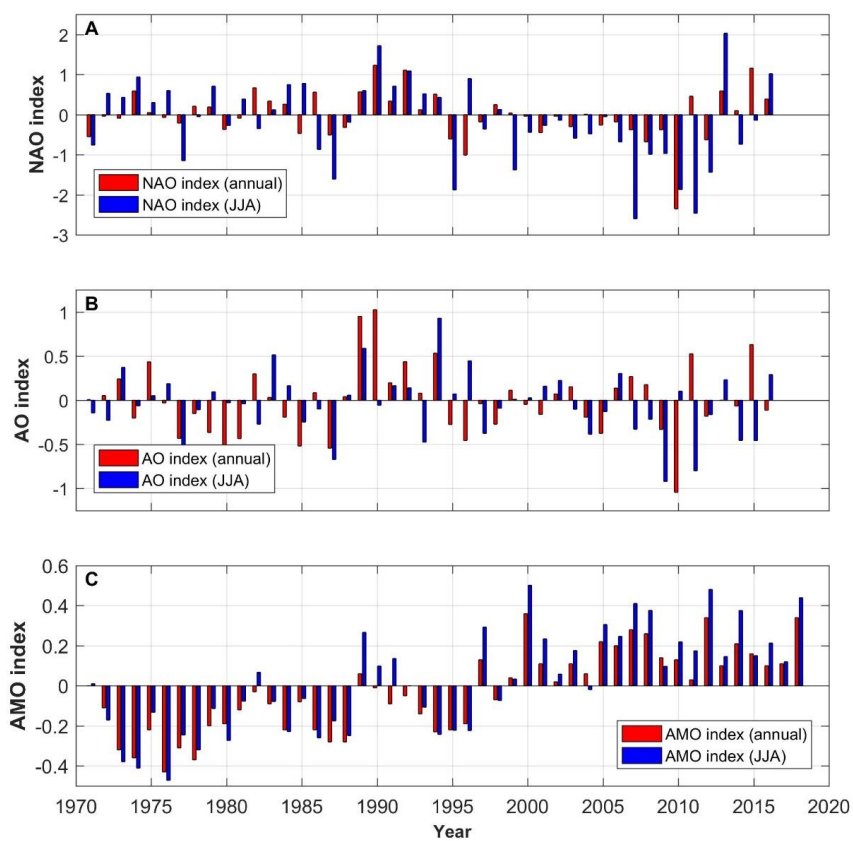 A
2
1
0
-1
-2
-3
NAO index
NAO index (annual)
NAO index (JJA)
B
1
0.5
0
-0.5
-1
AO index
AO index (annual)
AO index (JJA)
C
0.6
0.4
0.2
0
-0.2
-0.4
AMO index
AMO index (annual)
AMO index (JJA)
1970 1975 1980 1985 1990 1995 2000 2005 2010 2015 2020
Year